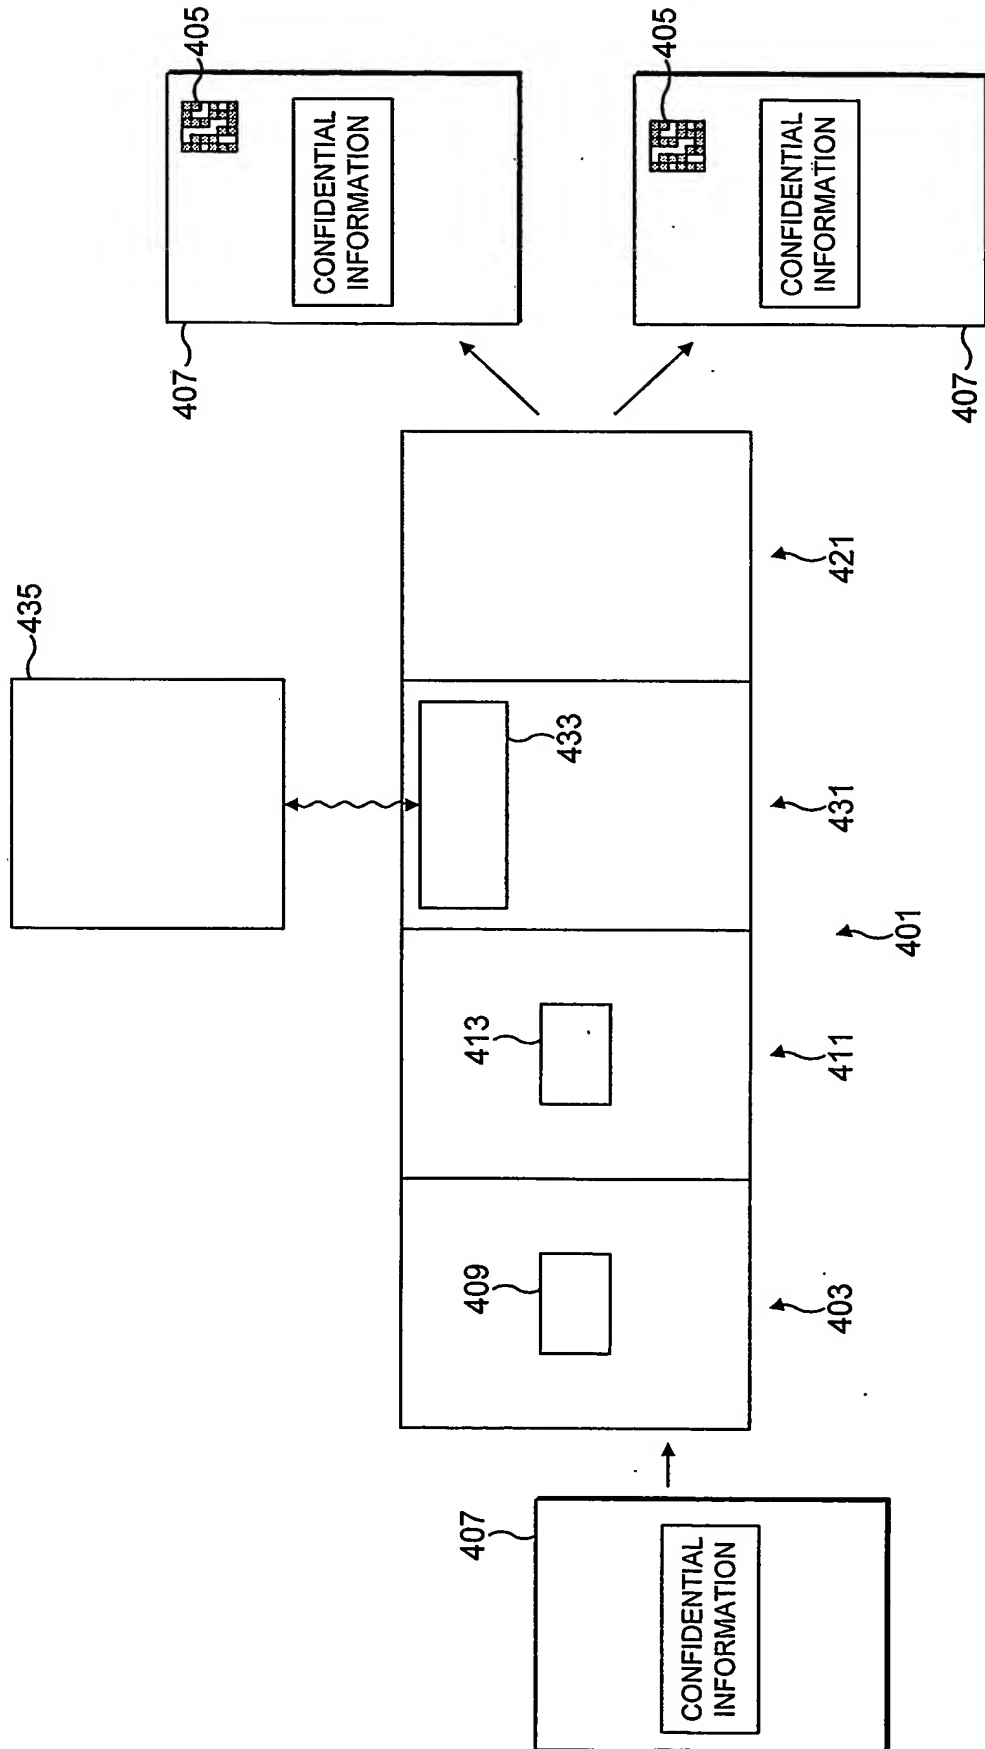 435
405
CONFIDENTIAL
INFORMATION
407
405
CONFIDENTIAL
INFORMATION
407
433
413
409
421
431
401
411
403
407
CONFIDENTIAL
INFORMATION